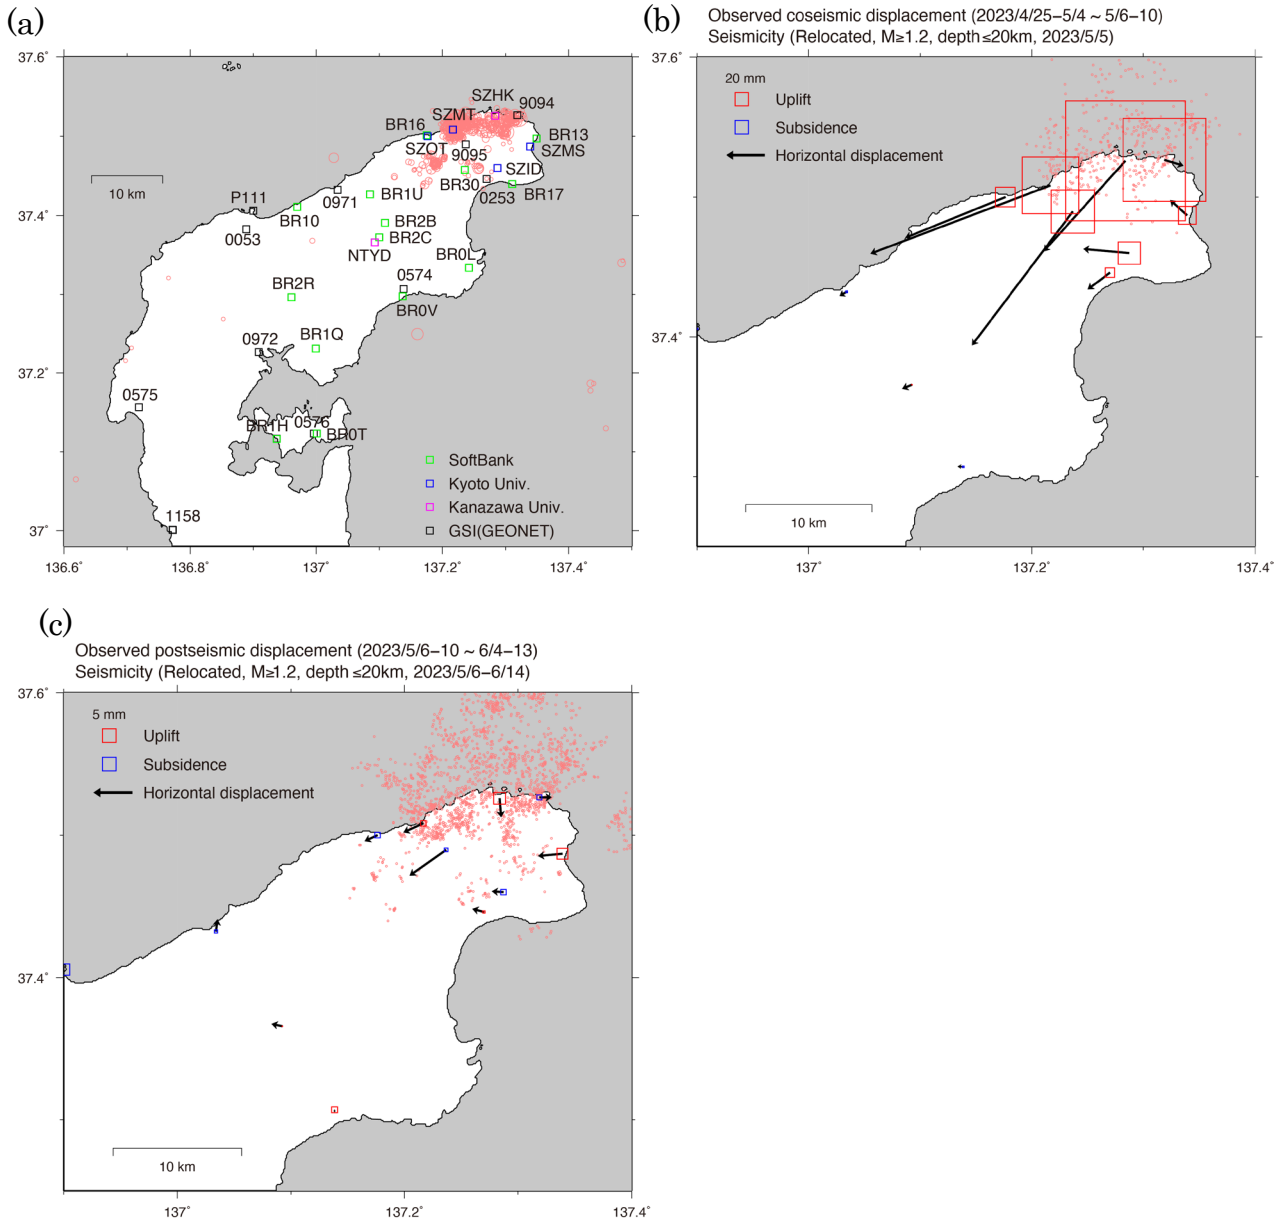 (a)
37.6˚
37.4˚
37.2˚
37˚
136.6˚
136.8˚
137˚
137.2˚
137.4˚
10 km
SZHK
9094
SZMT
BR16
BR13
SZOT
SZMS
9095
SZID
BR30
0253
BR17
P111
0971
BR1U
BR10
BR2B
0053
BR2C
NTYD
BR0L
0574
BR2R
BR0V
0972
BR1Q
0575
BR1H
0576
BR0T
1158
SoftBank
Kyoto Univ.
Kanazawa Univ.
GSI(GEONET)
(b)
Observed coseismic displacement (2023/4/25−5/4 ~ 5/6−10)
Seismicity (Relocated, M≥1.2, depth ≤20km, 2023/5/5)
37.6˚
37.4˚
20 mm
Uplift
Subsidence
Horizontal displacement
10 km
137˚
137.2˚
137.4˚
(c)
Observed postseismic displacement (2023/5/6−10 ~ 6/4−13)
Seismicity (Relocated, M≥1.2, depth ≤20km, 2023/5/6−6/14)
37.6˚
37.4˚
5 mm
Uplift
Subsidence
Horizontal displacement
10 km
137˚
137.2˚
137.4˚